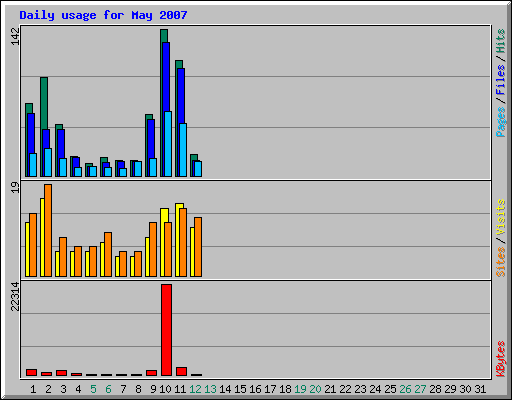 Daily usage for May 2007
142
Pages / Files / Hits
19
Sites / Visits
22314
KBytes
1 2 3 4 5 6 7 8 9 10 11 12 13 14 15 16 17 18 19 20 21 22 23 24 25 26 27 28 29 30 31